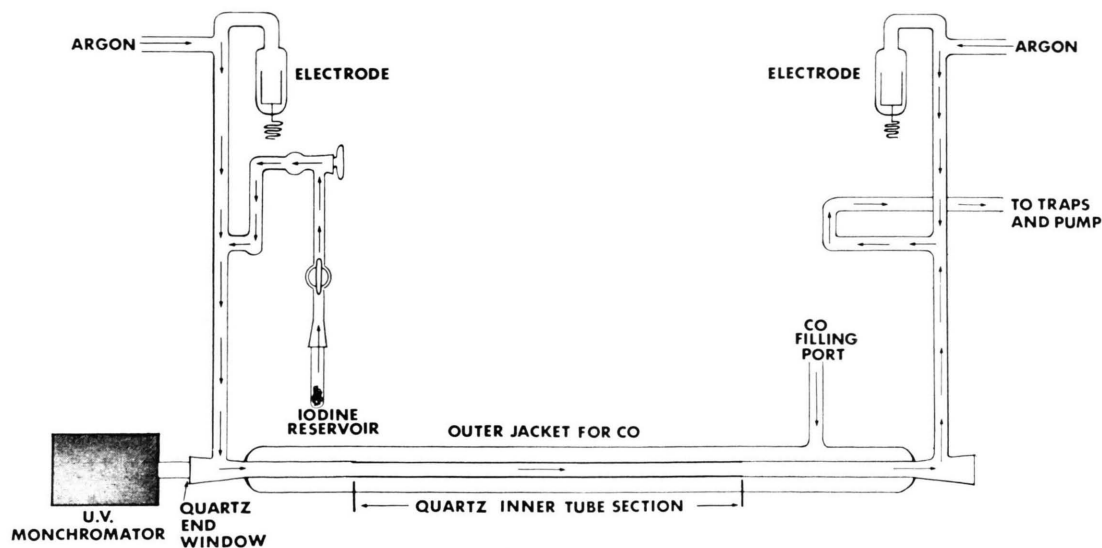 ARGON
ELECTRODE
ELECTRODE
ARGON
TO TRAPS
AND PUMP
CO
FILLING
PORT
IODINE
RESERVOIR
OUTER JACKET FOR CO
QUARTZ INNER TUBE SECTION
U.V.
MONCHROMATOR
QUARTZ
END
WINDOW